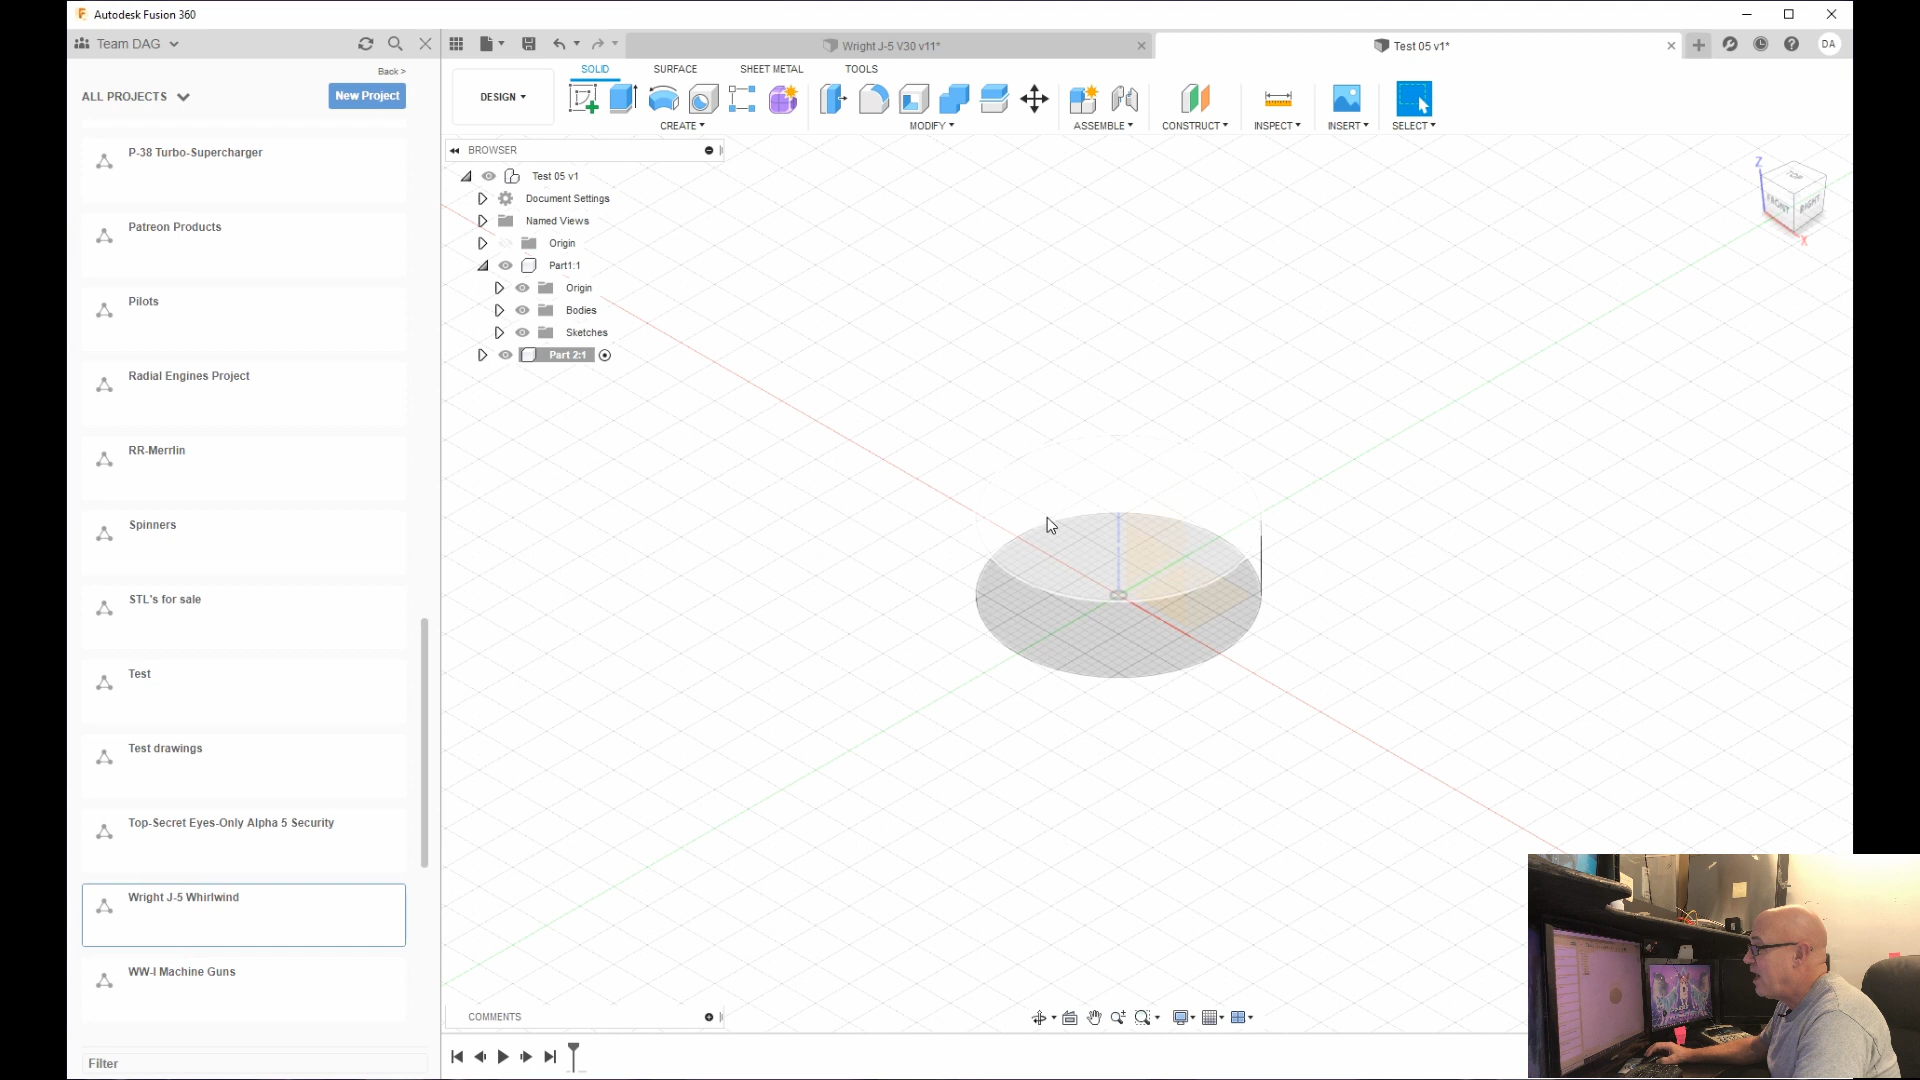 Autodesk Fusion 360
Team DAG
Wright J-5 V30 v11*
Test 05 v1*
DA
Back >
ALL PROJECTS
New Project
P-38 Turbo-Supercharger
Patreon Products
Pilots
Radial Engines Project
RR-Merrlin
Spinners
STL's for sale
Test
Test drawings
Top-Secret Eyes-Only Alpha 5 Security
Wright J-5 Whirlwind
WW-I Machine Guns
Filter
DESIGN
SOLID
SURFACE
SHEET METAL
TOOLS
CREATE
MODIFY
ASSEMBLE
CONSTRUCT
INSPECT
INSERT
SELECT
BROWSER
Test 05 v1
Document Settings
Named Views
Origin
Part1:1
Origin
Bodies
Sketches
Part 2:1
Z
TOP
FRONT
RIGHT
X
COMMENTS